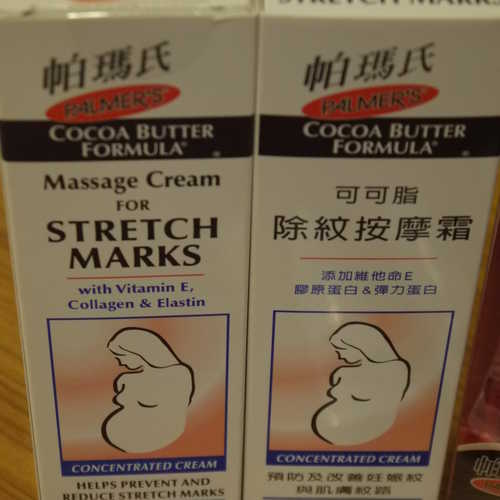 帕瑪氏
PALMER'S
COCOA BUTTER
FORMULA®
Massage Cream
FOR
STRETCH
MARKS
with Vitamin E,
Collagen & Elastin
CONCENTRATED CREAM
HELPS PREVENT AND
REDUCE STRETCH MARKS
STRETCH MARKS
帕瑪氏
PALMER'S
COCOA BUTTER
FORMULA®
可可脂
除紋按摩霜
添加維他命E
膠原蛋白&彈力蛋白
CONCENTRATED CREAM
預防及改善妊娠紋
與肌膚紋路
帕